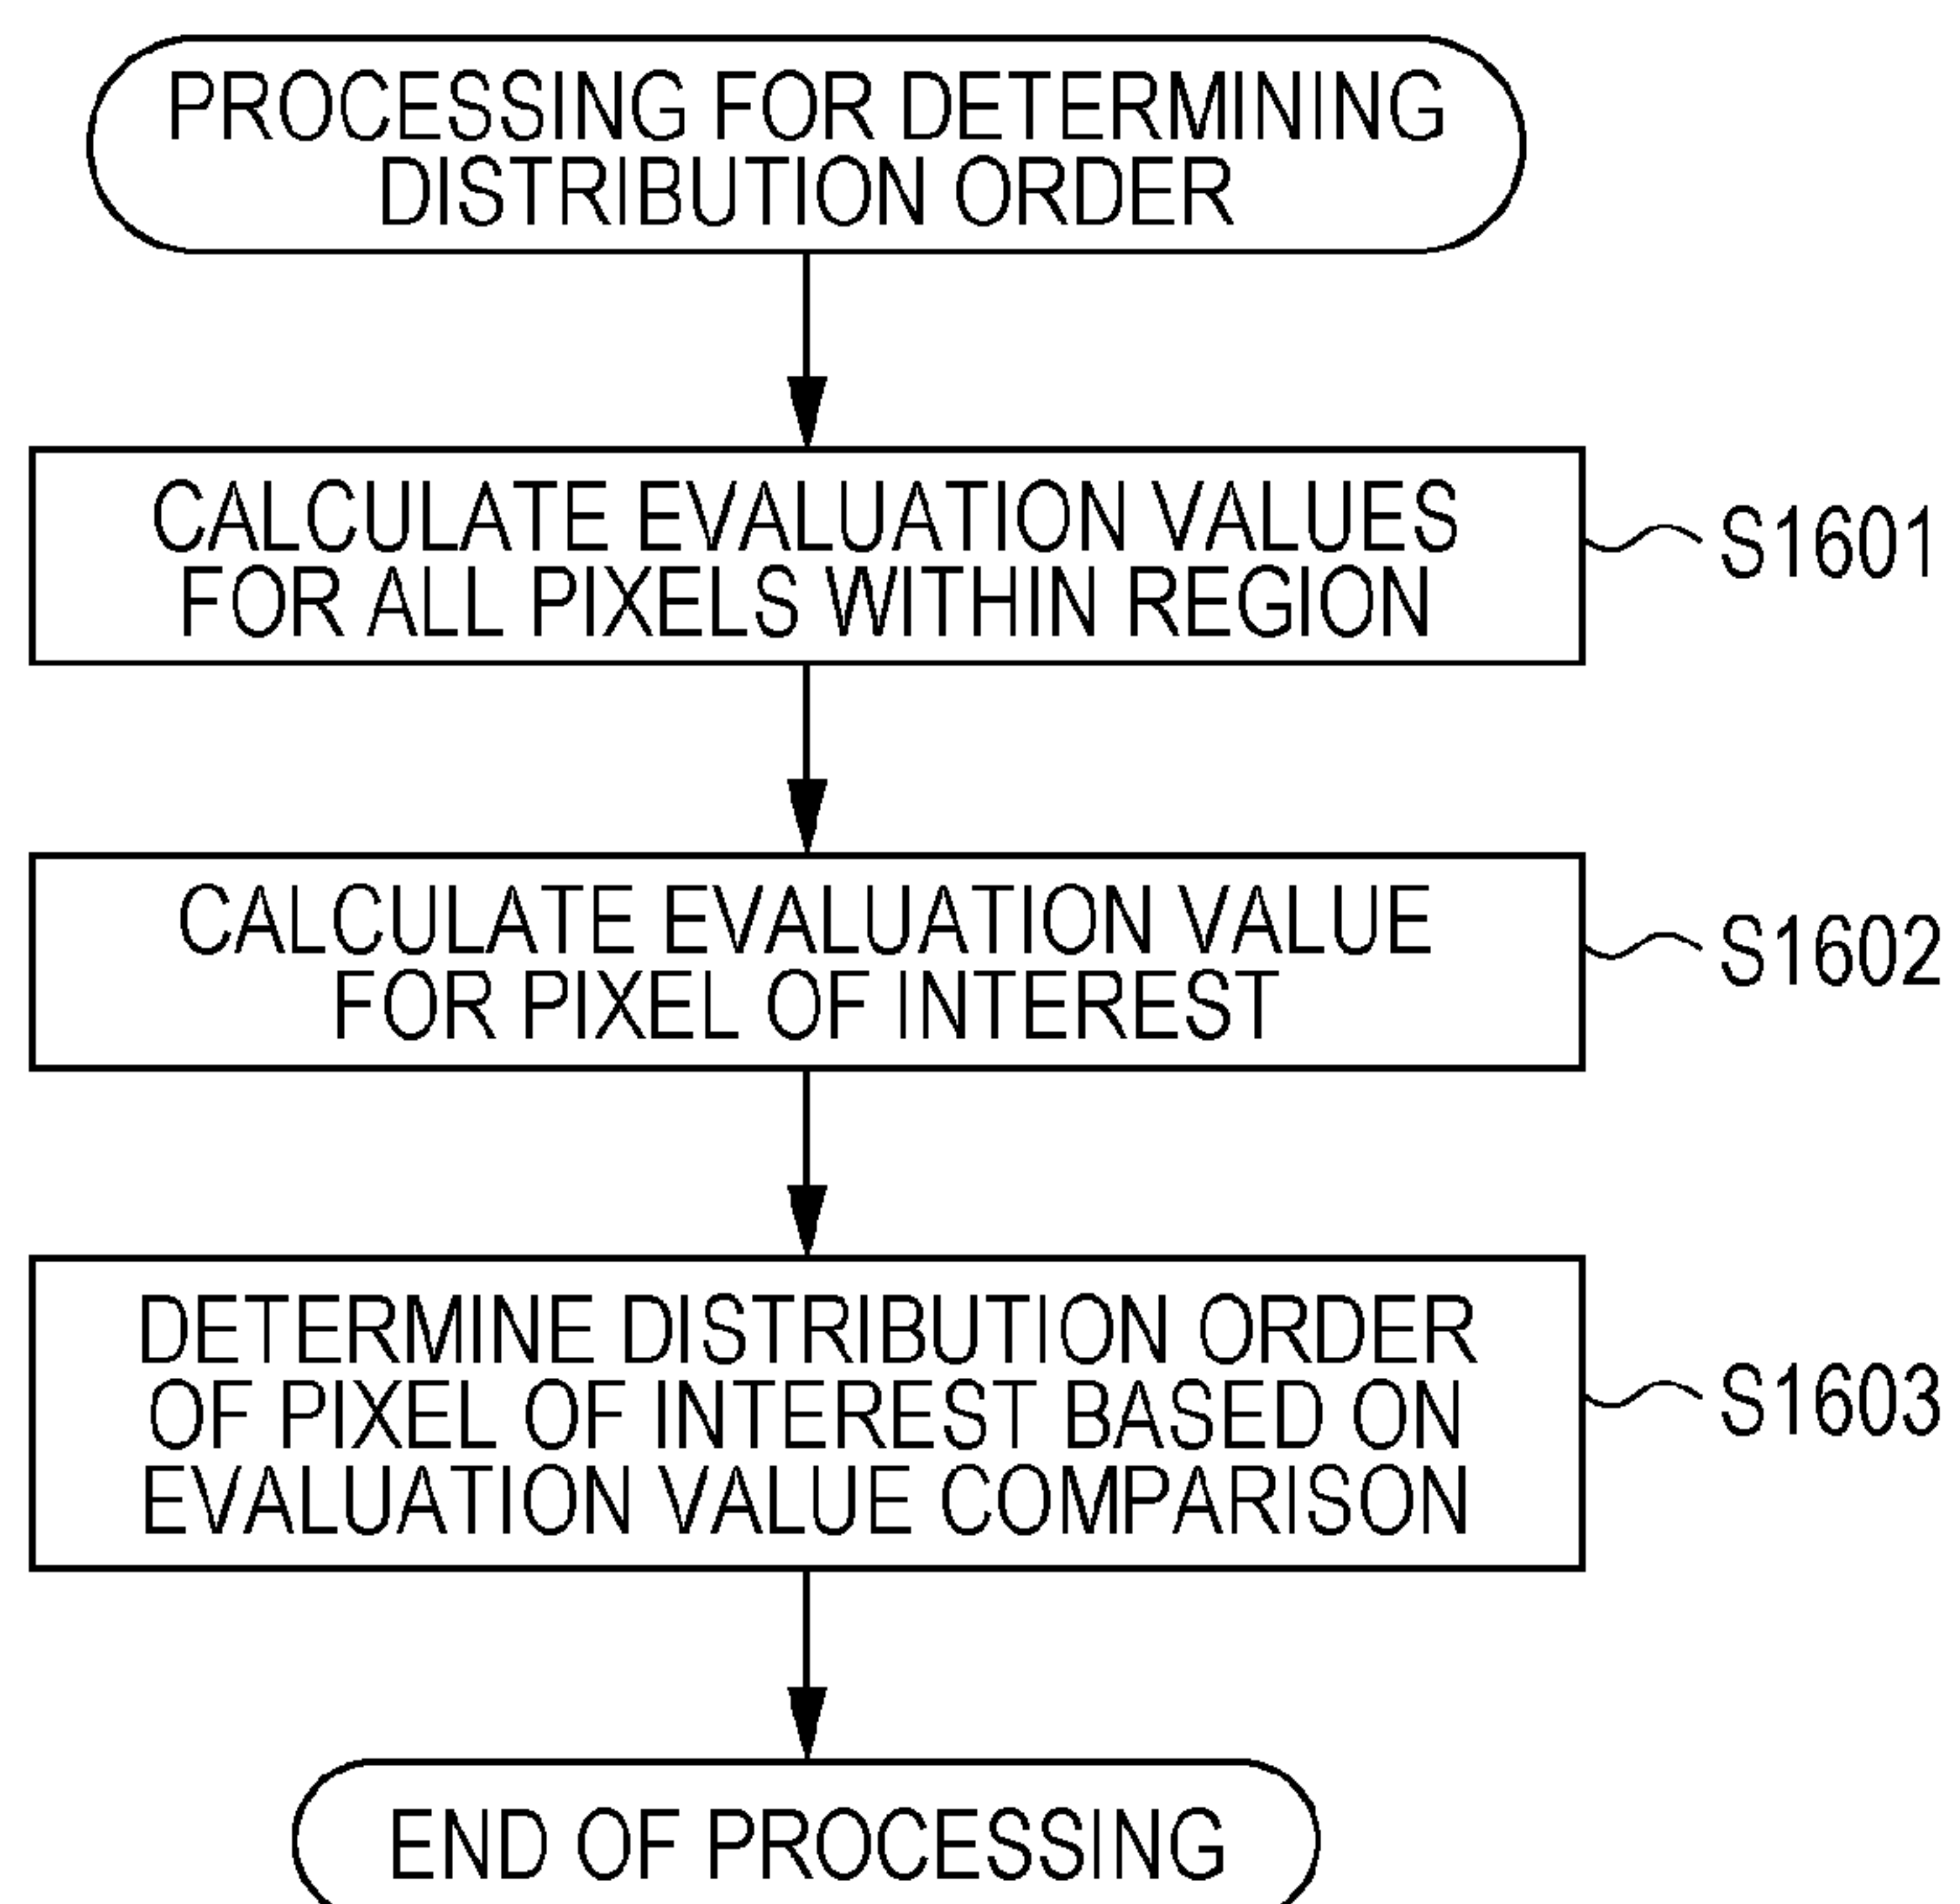 PROCESSING FOR DETERMINING
DISTRIBUTION ORDER
CALCULATE EVALUATION VALUES
FOR ALL PIXELS WITHIN REGION
S1601
CALCULATE EVALUATION VALUE
FOR PIXEL OF INTEREST
S1602
DETERMINE DISTRIBUTION ORDER
OF PIXEL OF INTEREST BASED ON
EVALUATION VALUE COMPARISON
S1603
END OF PROCESSING